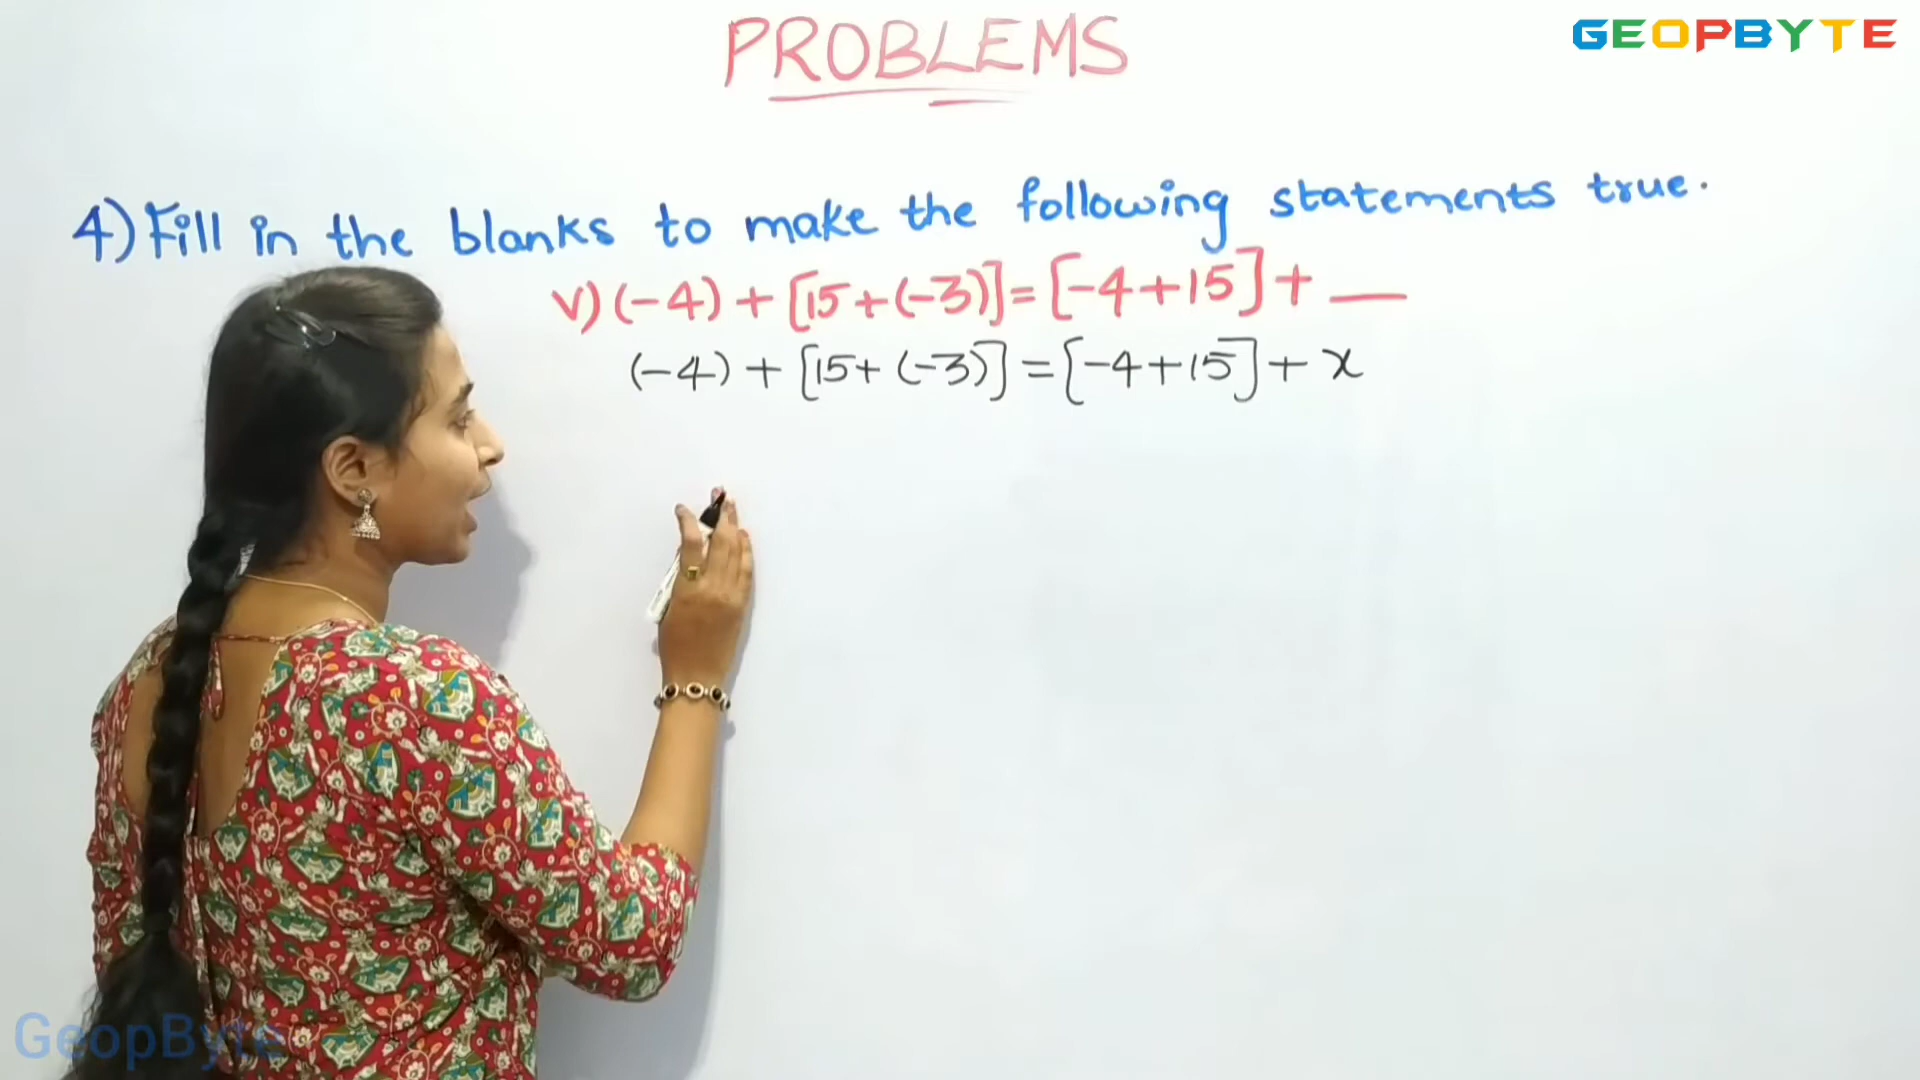 PROBLEMS
GEOPBYTE
4) Fill in the blanks to make the following statements true.
v) (-4) + [15 + (-3)] = [-4 + 15] + __
(-4) + [15 + (-3)] = [-4 + 15] + x
GeopByte